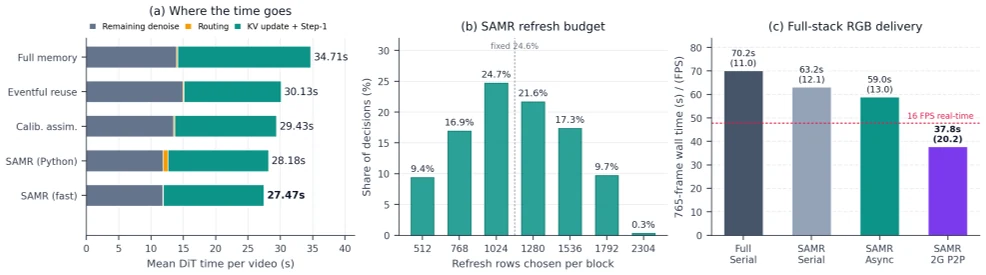 (a) Where the time goes
Remaining denoise Routing KV update + Step-1
Full memory
34.71s
Eventful reuse
30.13s
Calib. assim.
29.43s
SAMR (Python)
28.18s
SAMR (fast)
27.47s
0 5 10 15 20 25 30 35 40
Mean DiT time per video (s)
(b) SAMR refresh budget
fixed 24.6%
Share of decisions (%)
30
25
20
15
10
5
0
9.4%
16.9%
24.7%
21.6%
17.3%
9.7%
0.3%
512 768 1024 1280 1536 1792 2304
Refresh rows chosen per block
(c) Full-stack RGB delivery
765-frame wall time (s) / (FPS)
80
70
60
50
40
30
20
10
0
70.2s
(11.0)
63.2s
(12.1)
59.0s
(13.0)
16 FPS real-time
37.8s
(20.2)
Full
Serial
SAMR
Serial
SAMR
Async
SAMR
2G P2P